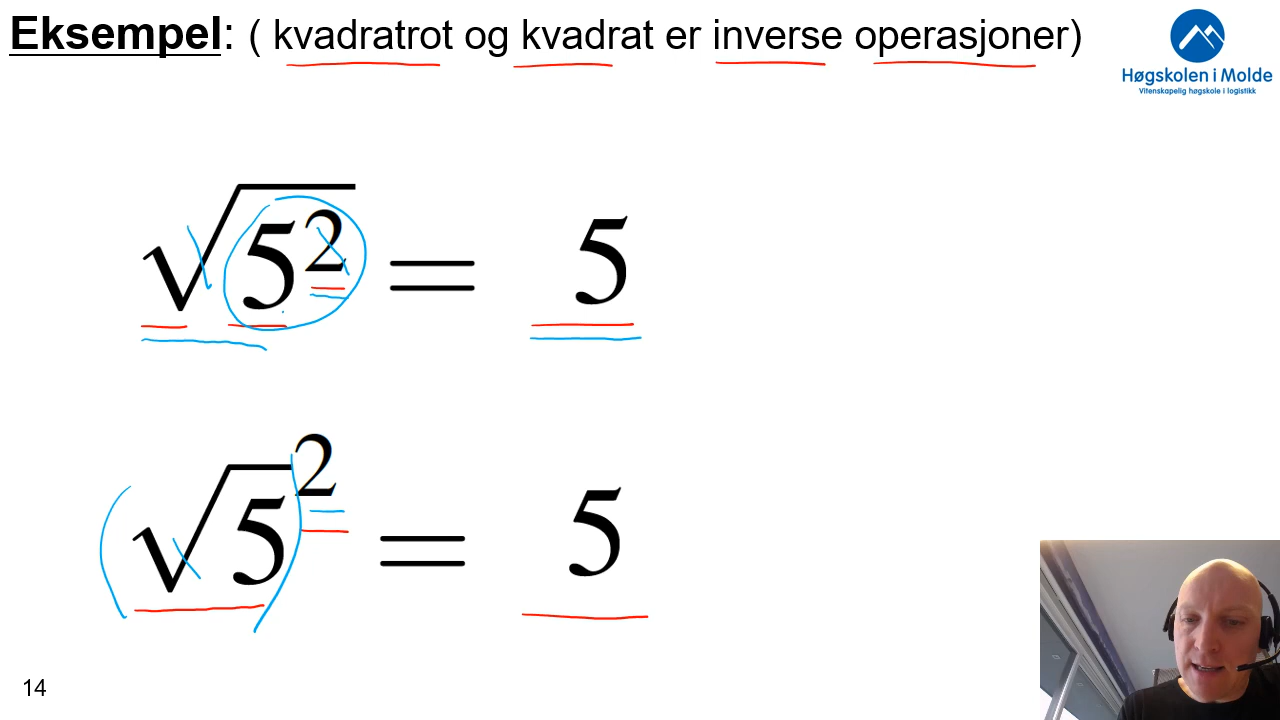 Eksempel: ( kvadratrot og kvadrat er inverse operasjoner)
Høgskolen i Molde
Vitenskapelig høgskole i logistikk
√5² = 5
(√5)² = 5
14